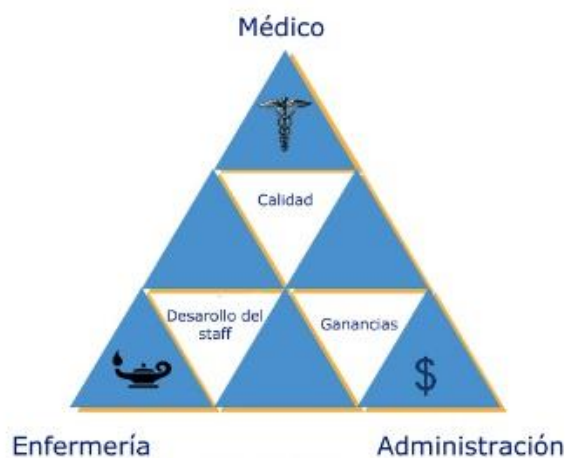 Médico
Calidad
Desarollo del
staff
Ganancias
$
Enfermería
Administración